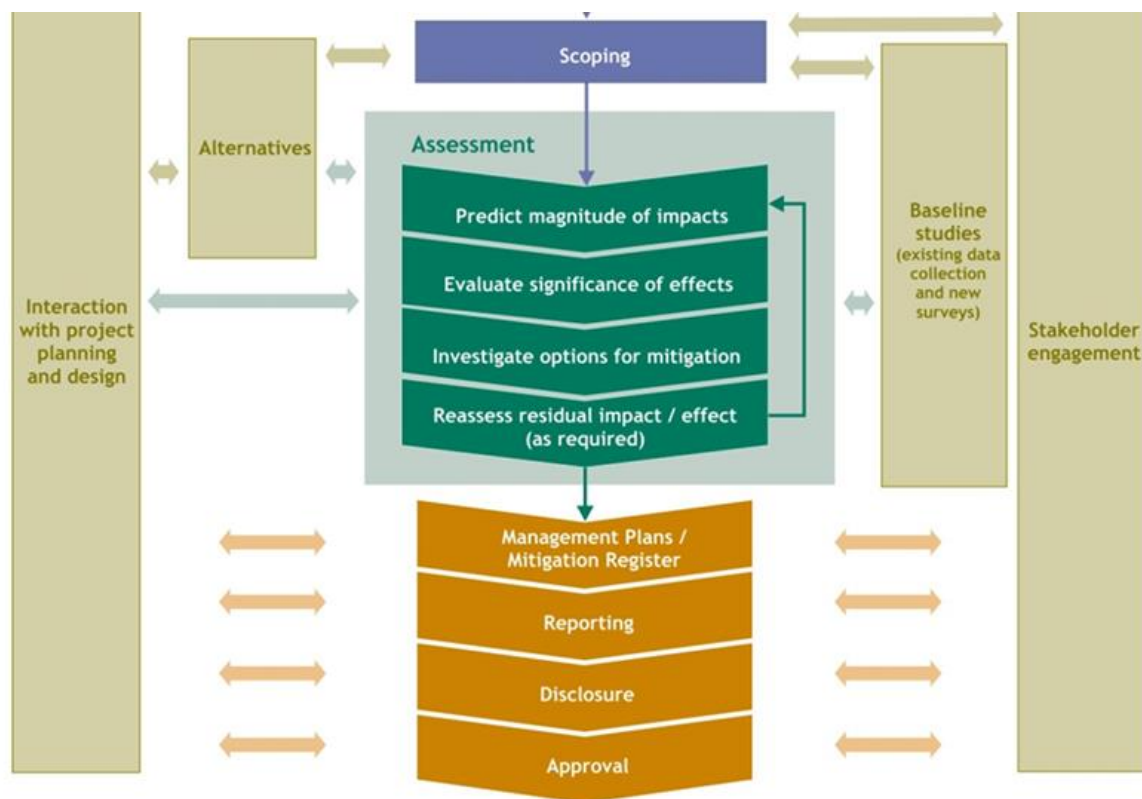 Scoping
Alternatives
Assessment
Predict magnitude of impacts
Evaluate significance of effects
Investigate options for mitigation
Reassess residual impact / effect
(as required)
Baseline
studies
(existing data
collection
and new
surveys)
Interaction
with project
planning
and design
Stakeholder
engagement
Management Plans /
Mitigation Register
Reporting
Disclosure
Approval